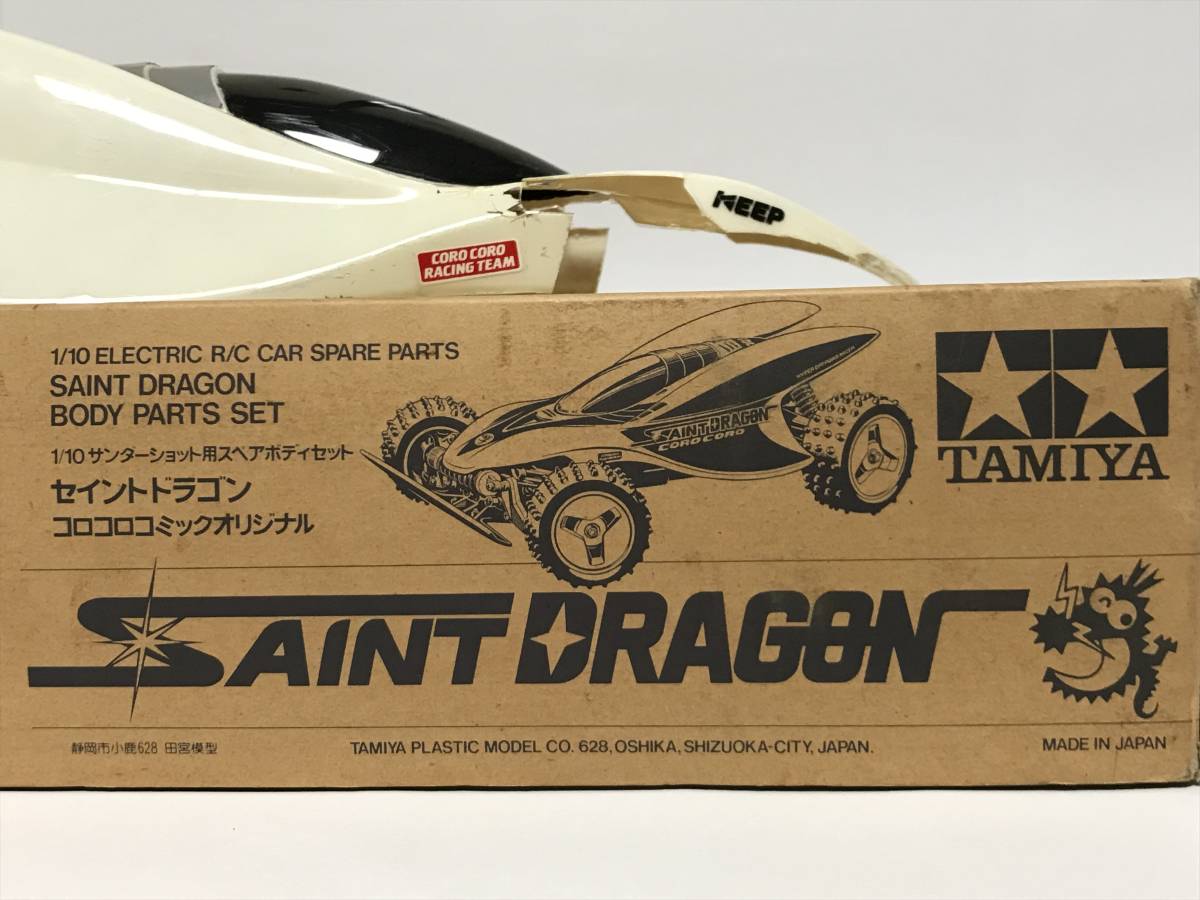 KEEP
CORO CORO
RACING TEAM
1/10 ELECTRIC R/C CAR SPARE PARTS
SAINT DRAGON
BODY PARTS SET
1/10 サンダーショット用スペアボディセット
セイントドラゴン
コロコロコミックオリジナル
SAINT DRAGON
CORO CORO
TAMIYA
SAINT DRAGON
静岡市小鹿628 田宮模型
TAMIYA PLASTIC MODEL CO. 628, OSHIKA, SHIZUOKA-CITY, JAPAN.
MADE IN JAPAN